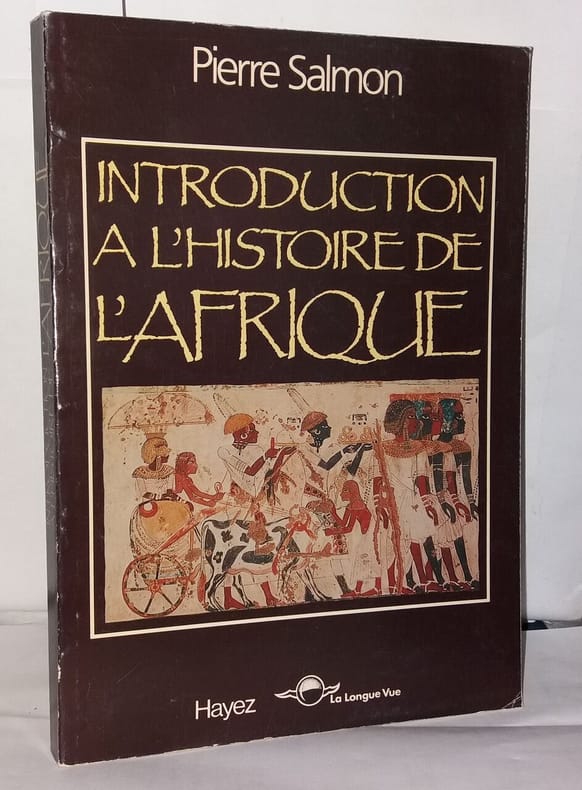 Pierre Salmon
INTRODUCTION
A L'HISTOIRE DE
L'AFRIQUE
Hayez
La Longue Vue